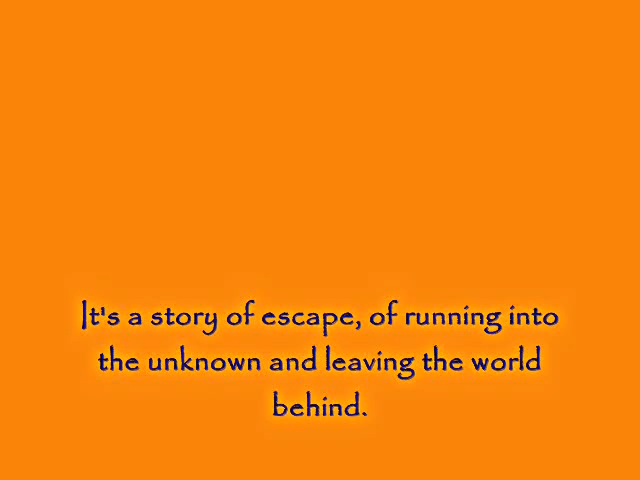 It's a story of escape, of running into
the unknown and leaving the world
behind.